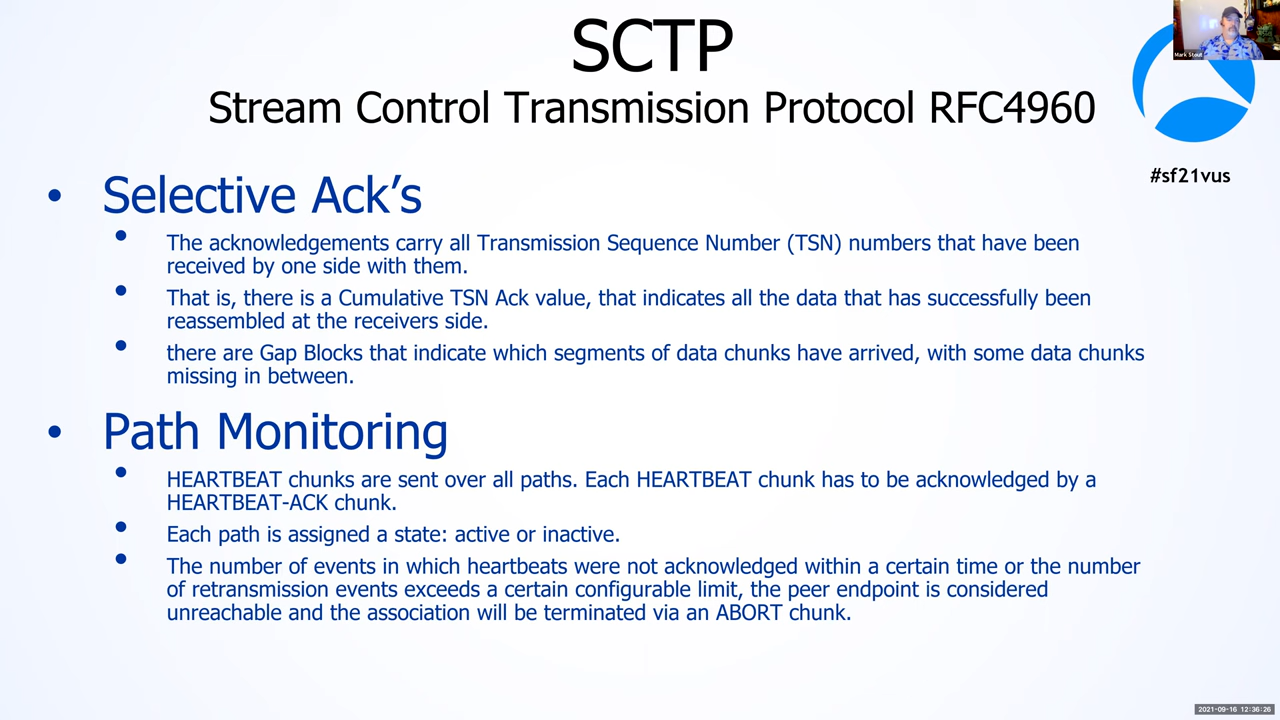 SCTP
Stream Control Transmission Protocol RFC4960
Mark Stout
#sf21vus
• Selective Ack’s
• The acknowledgements carry all Transmission Sequence Number (TSN) numbers that have been
received by one side with them.
• That is, there is a Cumulative TSN Ack value, that indicates all the data that has successfully been
reassembled at the receivers side.
• there are Gap Blocks that indicate which segments of data chunks have arrived, with some data chunks
missing in between.
• Path Monitoring
• HEARTBEAT chunks are sent over all paths. Each HEARTBEAT chunk has to be acknowledged by a
HEARTBEAT-ACK chunk.
• Each path is assigned a state: active or inactive.
• The number of events in which heartbeats were not acknowledged within a certain time or the number
of retransmission events exceeds a certain configurable limit, the peer endpoint is considered
unreachable and the association will be terminated via an ABORT chunk.
2021-09-16 12:36:26